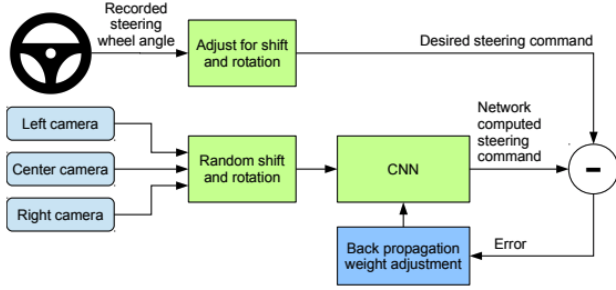 Recorded
steering
wheel angle
Adjust for shift
and rotation
Desired steering command
Left camera
Center camera
Right camera
Random shift
and rotation
CNN
Network
computed
steering
command
-
Back propagation
weight adjustment
Error